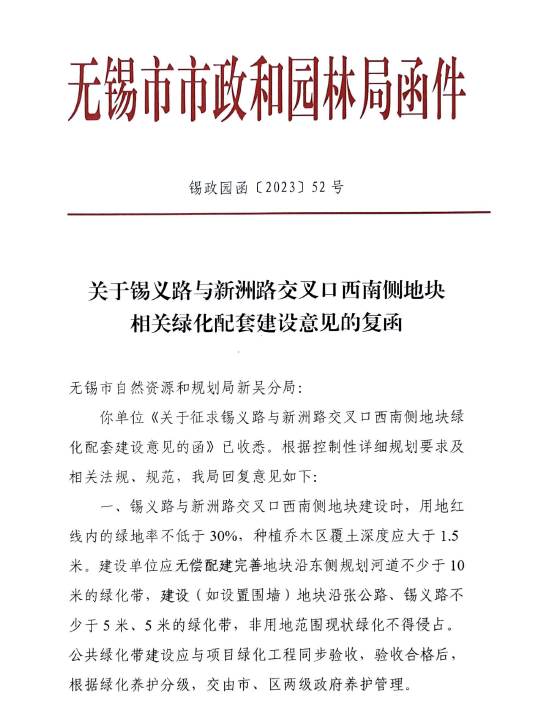 无锡市市政和园林局函件
锡政园函〔2023〕52 号
关于锡义路与新洲路交叉口西南侧地块
相关绿化配套建设意见的复函
无锡市自然资源和规划局新吴分局：
你单位《关于征求锡义路与新洲路交叉口西南侧地块绿
化配套建设意见的函》已收悉。根据控制性详细规划要求及
相关法规、规范，我局回复意见如下：
一、锡义路与新洲路交叉口西南侧地块建设时，用地红
线内的绿地率不低于 30%，种植乔木区覆土深度应大于 1.5
米。建设单位应无偿配建完善地块沿东侧规划河道不少于 10
米的绿化带，建设（如设置围墙）地块沿张公路、锡义路不
少于 5 米、5 米的绿化带，非用地范围现状绿化不得侵占。
公共绿化带建设应与项目绿化工程同步验收，验收合格后，
根据绿化养护分级，交由市、区两级政府养护管理。